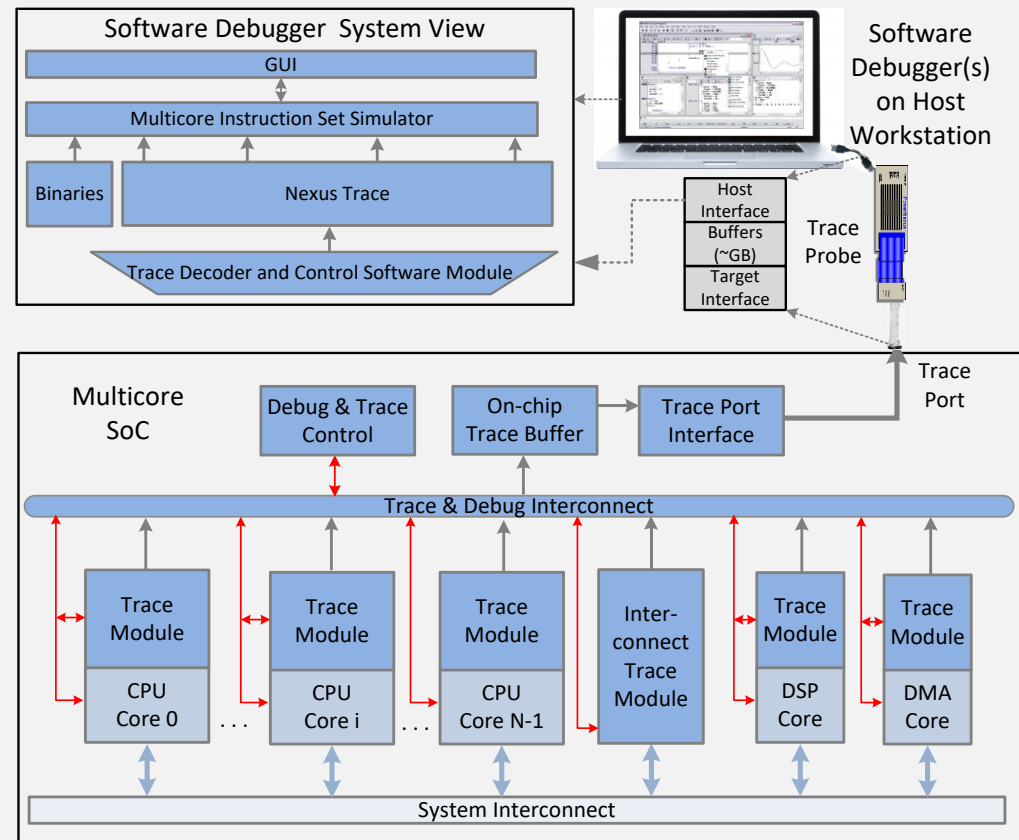 Software Debugger System View
GUI
Multicore Instruction Set Simulator
Binaries
Nexus Trace
Trace Decoder and Control Software Module
Software
Debugger(s)
on Host
Workstation
Host
Interface
Buffers
(~GB)
Target
Interface
Trace
Probe
Trace
Port
Multicore
SoC
Debug & Trace
Control
On-chip
Trace Buffer
Trace Port
Interface
Trace & Debug Interconnect
Trace
Module
CPU
Core 0
. . .
Trace
Module
CPU
Core i
. . .
Trace
Module
CPU
Core N-1
Inter-
connect
Trace
Module
Trace
Module
DSP
Core
Trace
Module
DMA
Core
System Interconnect